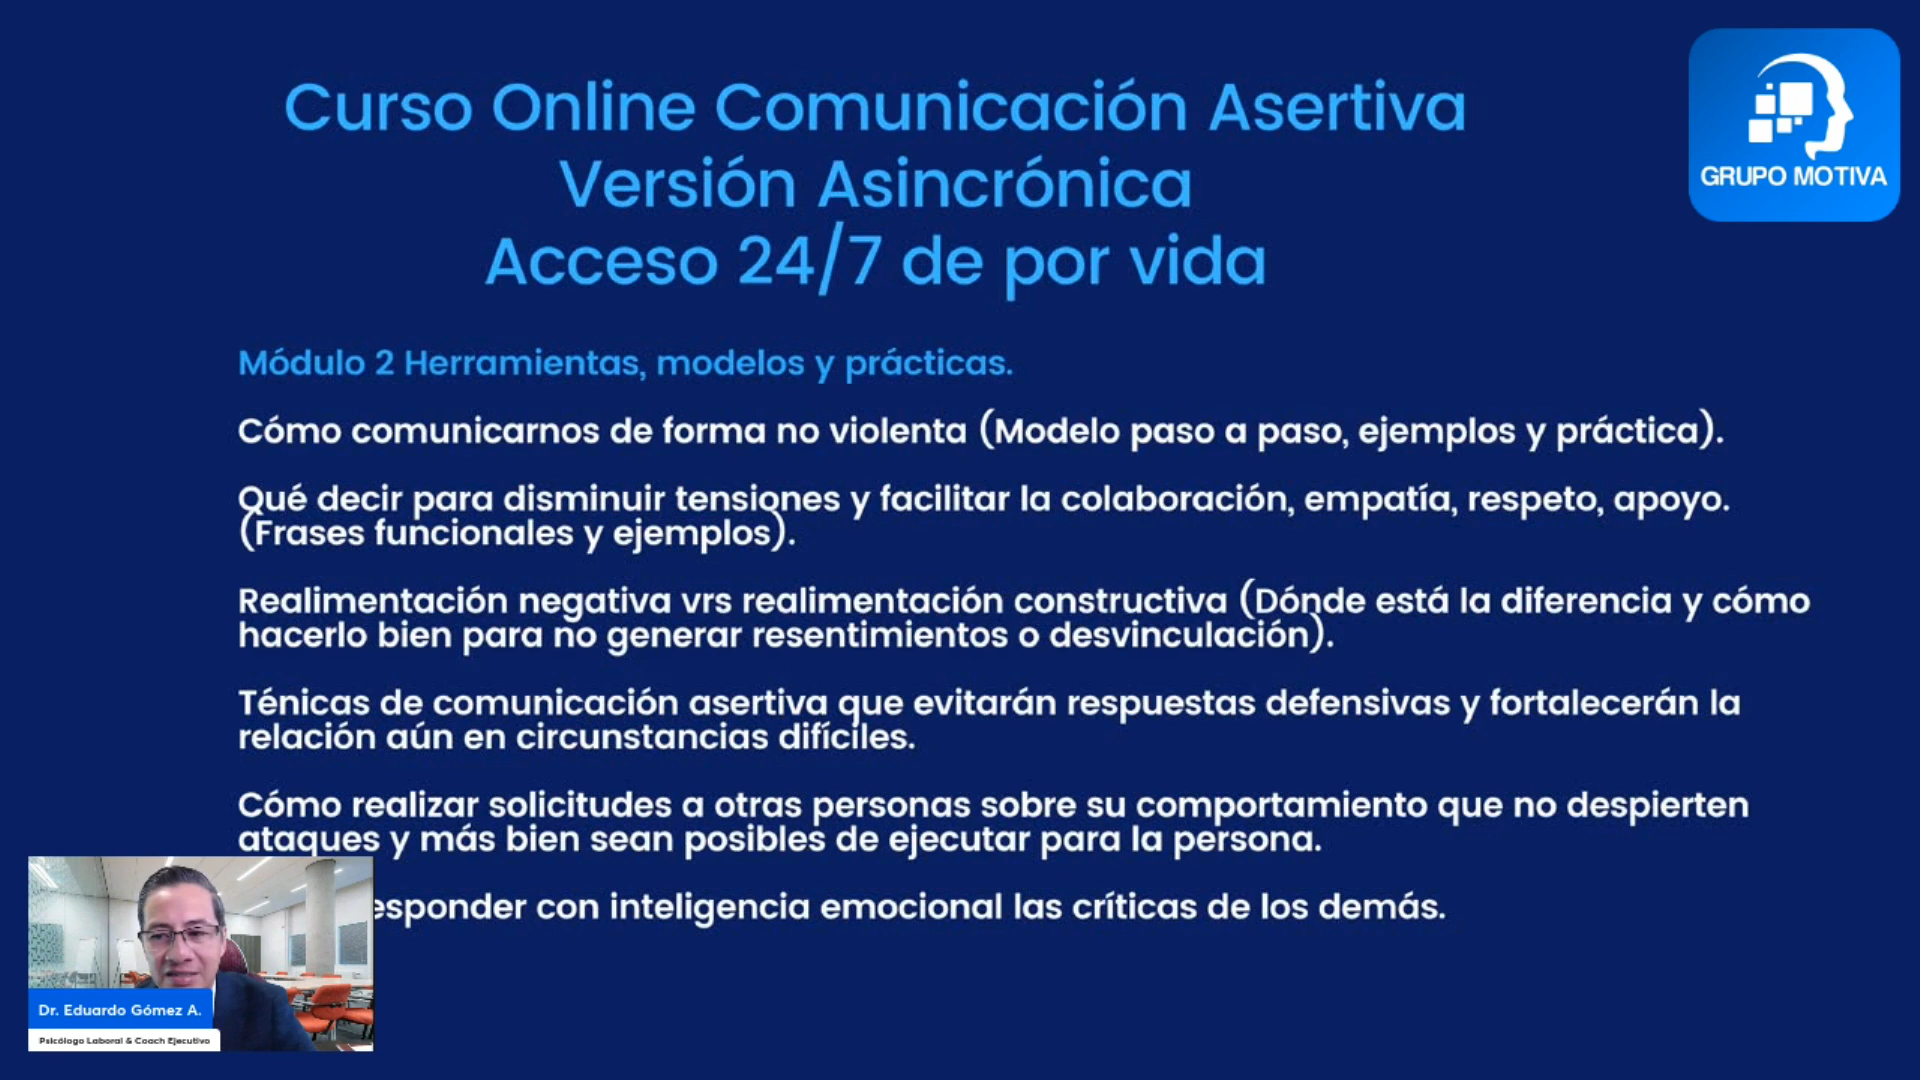 Curso Online Comunicación Asertiva
Versión Asincrónica
Acceso 24/7 de por vida
GRUPO MOTIVA
Módulo 2 Herramientas, modelos y prácticas.
Cómo comunicarnos de forma no violenta (Modelo paso a paso, ejemplos y práctica).
Qué decir para disminuir tensiones y facilitar la colaboración, empatía, respeto, apoyo.
(Frases funcionales y ejemplos).
Realimentación negativa vrs realimentación constructiva (Dónde está la diferencia y cómo
hacerlo bien para no generar resentimientos o desvinculación).
Ténicas de comunicación asertiva que evitarán respuestas defensivas y fortalecerán la
relación aún en circunstancias difíciles.
Cómo realizar solicitudes a otras personas sobre su comportamiento que no despierten
ataques y más bien sean posibles de ejecutar para la persona.
esponder con inteligencia emocional las críticas de los demás.
Dr. Eduardo Gómez A.
Psicólogo Laboral & Coach Ejecutivo